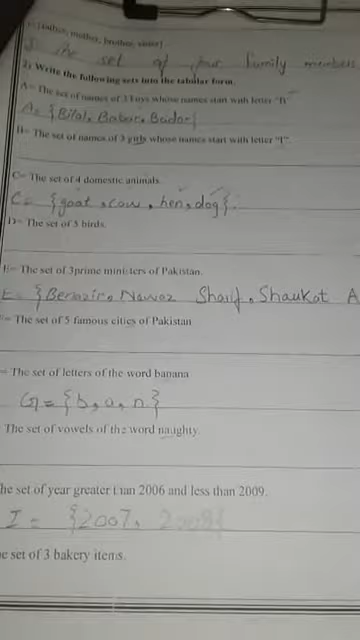 {father, mother, brother, sister}
The set of four family members
2) Write the following sets into the tabular form.
A= The set of names of 3 boys whose names start with letter "B"
A= {Bilal, Babar, Badar}
B= The set of names of 3 girls whose names start with letter "T".
C= The set of 4 domestic animals.
C= {goat, cow, hen, dog}
D= The set of 3 birds.
E= The set of 3prime ministers of Pakistan.
E= {Benazir, Nawaz Sharif, Shaukat A
= The set of 5 famous cities of Pakistan
= The set of letters of the word banana
G= {b, a, n}
The set of vowels of the word naughty.
he set of year greater than 2006 and less than 2009.
I = {2007, 2008}
e set of 3 bakery items.